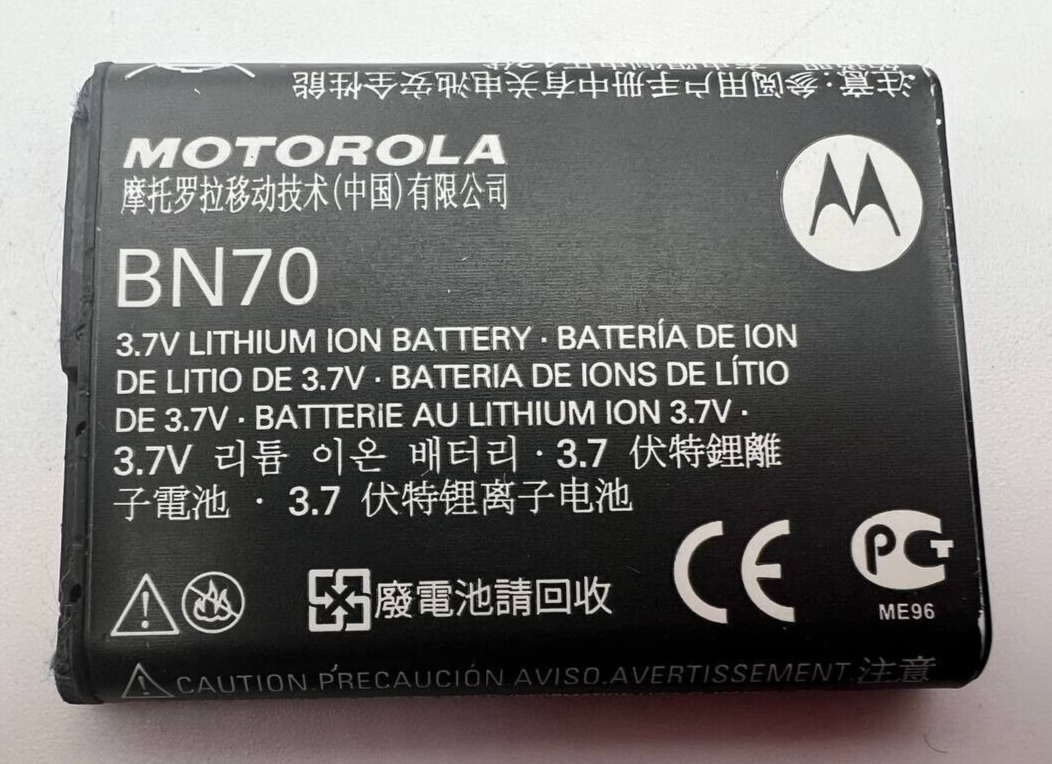 注意:参阅用户手册中有关电池安全性能
MOTOROLA
摩托罗拉移动技术(中国)有限公司
BN70
3.7V LITHIUM ION BATTERY · BATERÍA DE ION
DE LITIO DE 3.7V · BATERIA DE IONS DE LÍTIO
DE 3.7V · BATTERIE AU LITHIUM ION 3.7V ·
3.7V 리튬 이온 배터리 · 3.7 伏特鋰離
子電池 · 3.7 伏特锂离子电池
廢電池請回收
CE
PCT
ME96
CAUTION.PRECAUCIÓN.AVISO.AVERTISSEMENT.注意